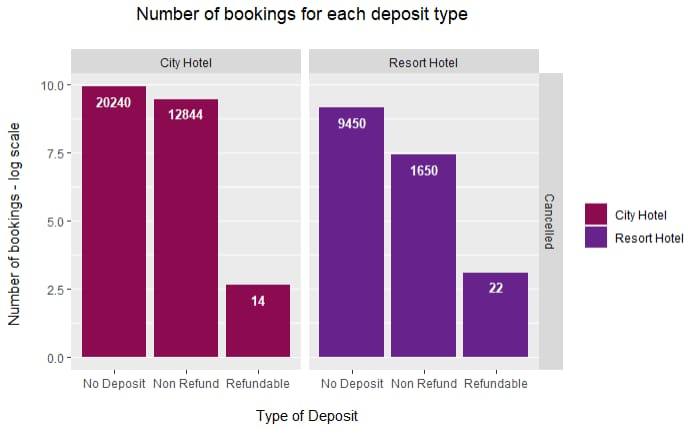 Number of bookings for each deposit type
City Hotel
Resort Hotel
Number of bookings - log scale
10.0
7.5
5.0
2.5
0.0
20240
12844
14
9450
1650
22
Cancelled
No Deposit Non Refund Refundable
No Deposit Non Refund Refundable
Type of Deposit
City Hotel
Resort Hotel